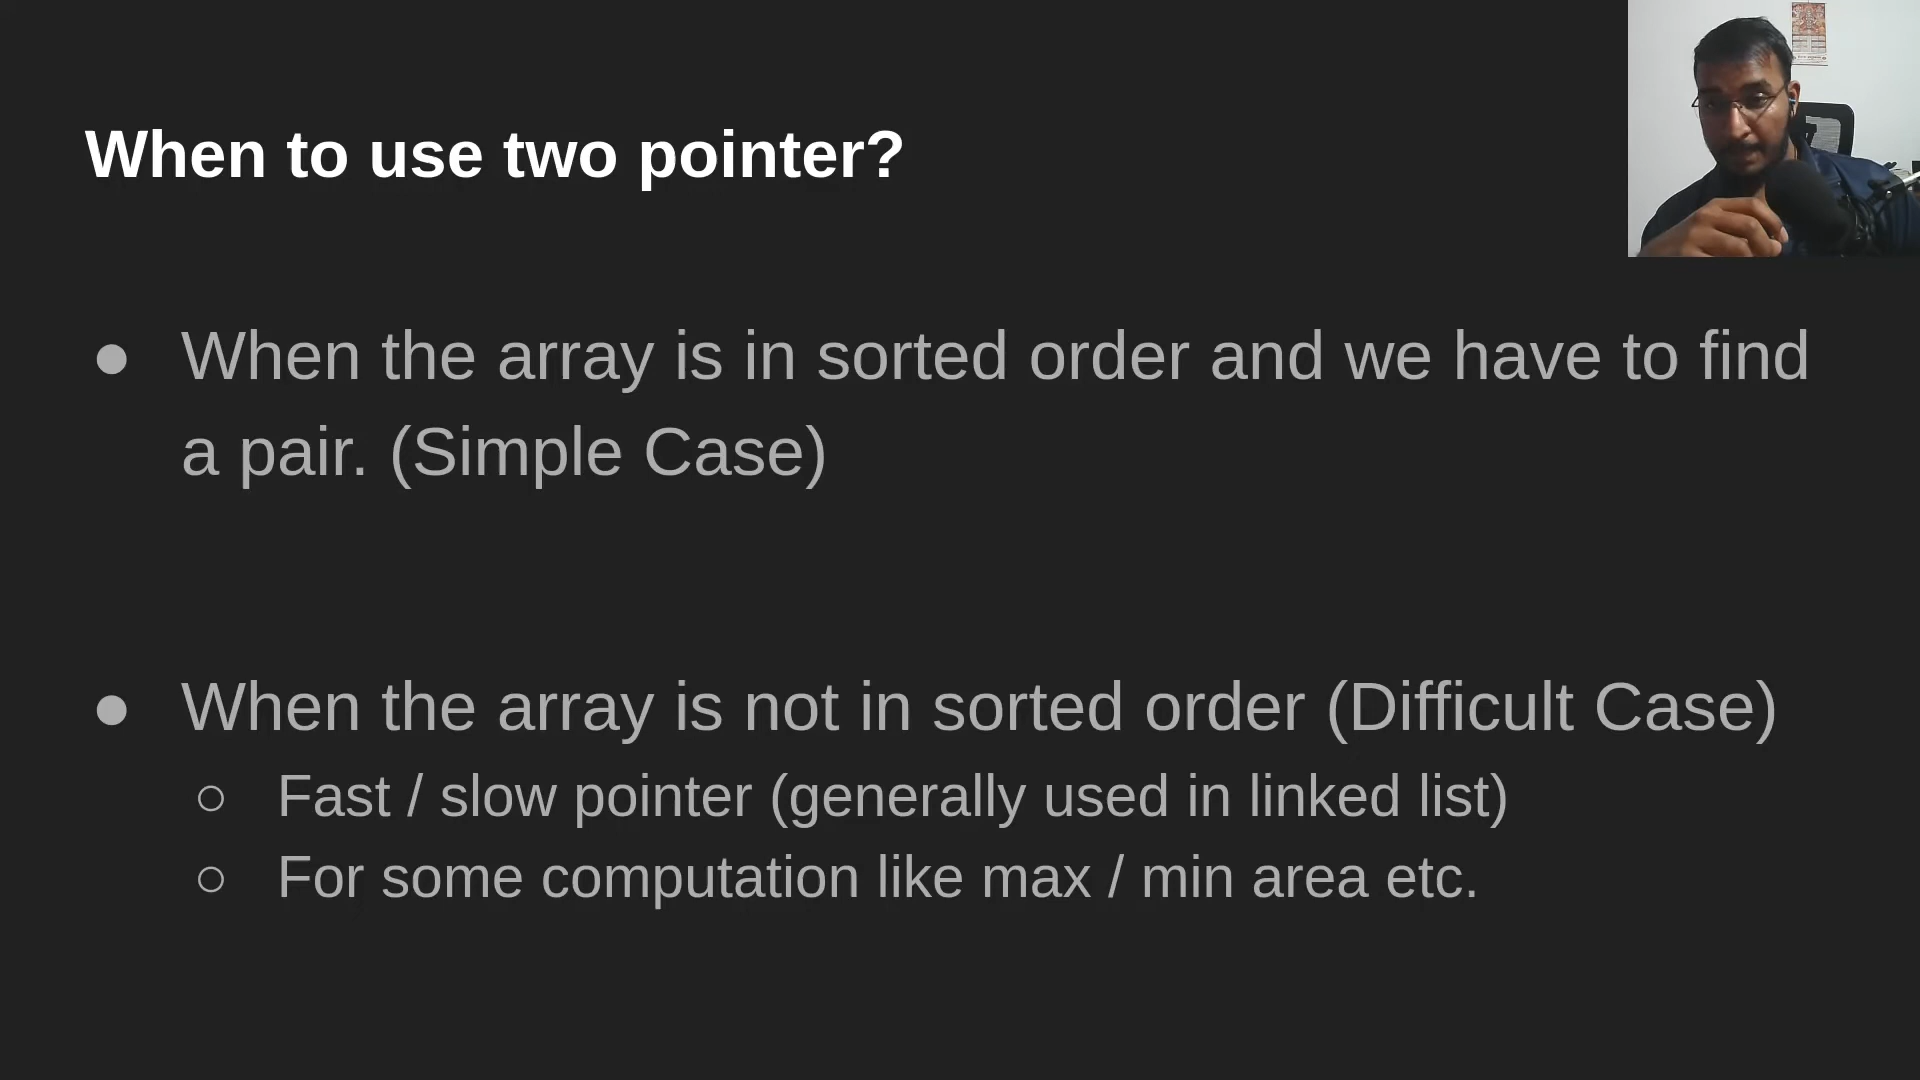 When to use two pointer?
● When the array is in sorted order and we have to find
a pair. (Simple Case)
● When the array is not in sorted order (Difficult Case)
○ Fast / slow pointer (generally used in linked list)
○ For some computation like max / min area etc.